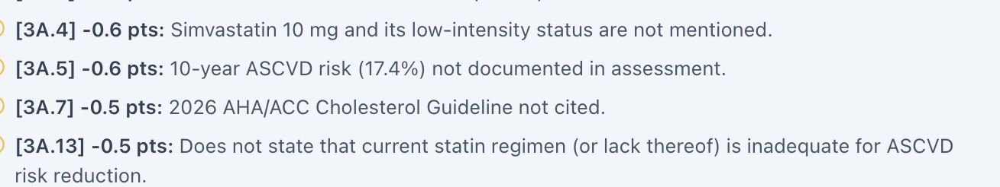 [3A.4] -0.6 pts: Simvastatin 10 mg and its low-intensity status are not mentioned.
[3A.5] -0.6 pts: 10-year ASCVD risk (17.4%) not documented in assessment.
[3A.7] -0.5 pts: 2026 AHA/ACC Cholesterol Guideline not cited.
[3A.13] -0.5 pts: Does not state that current statin regimen (or lack thereof) is inadequate for ASCVD
risk reduction.